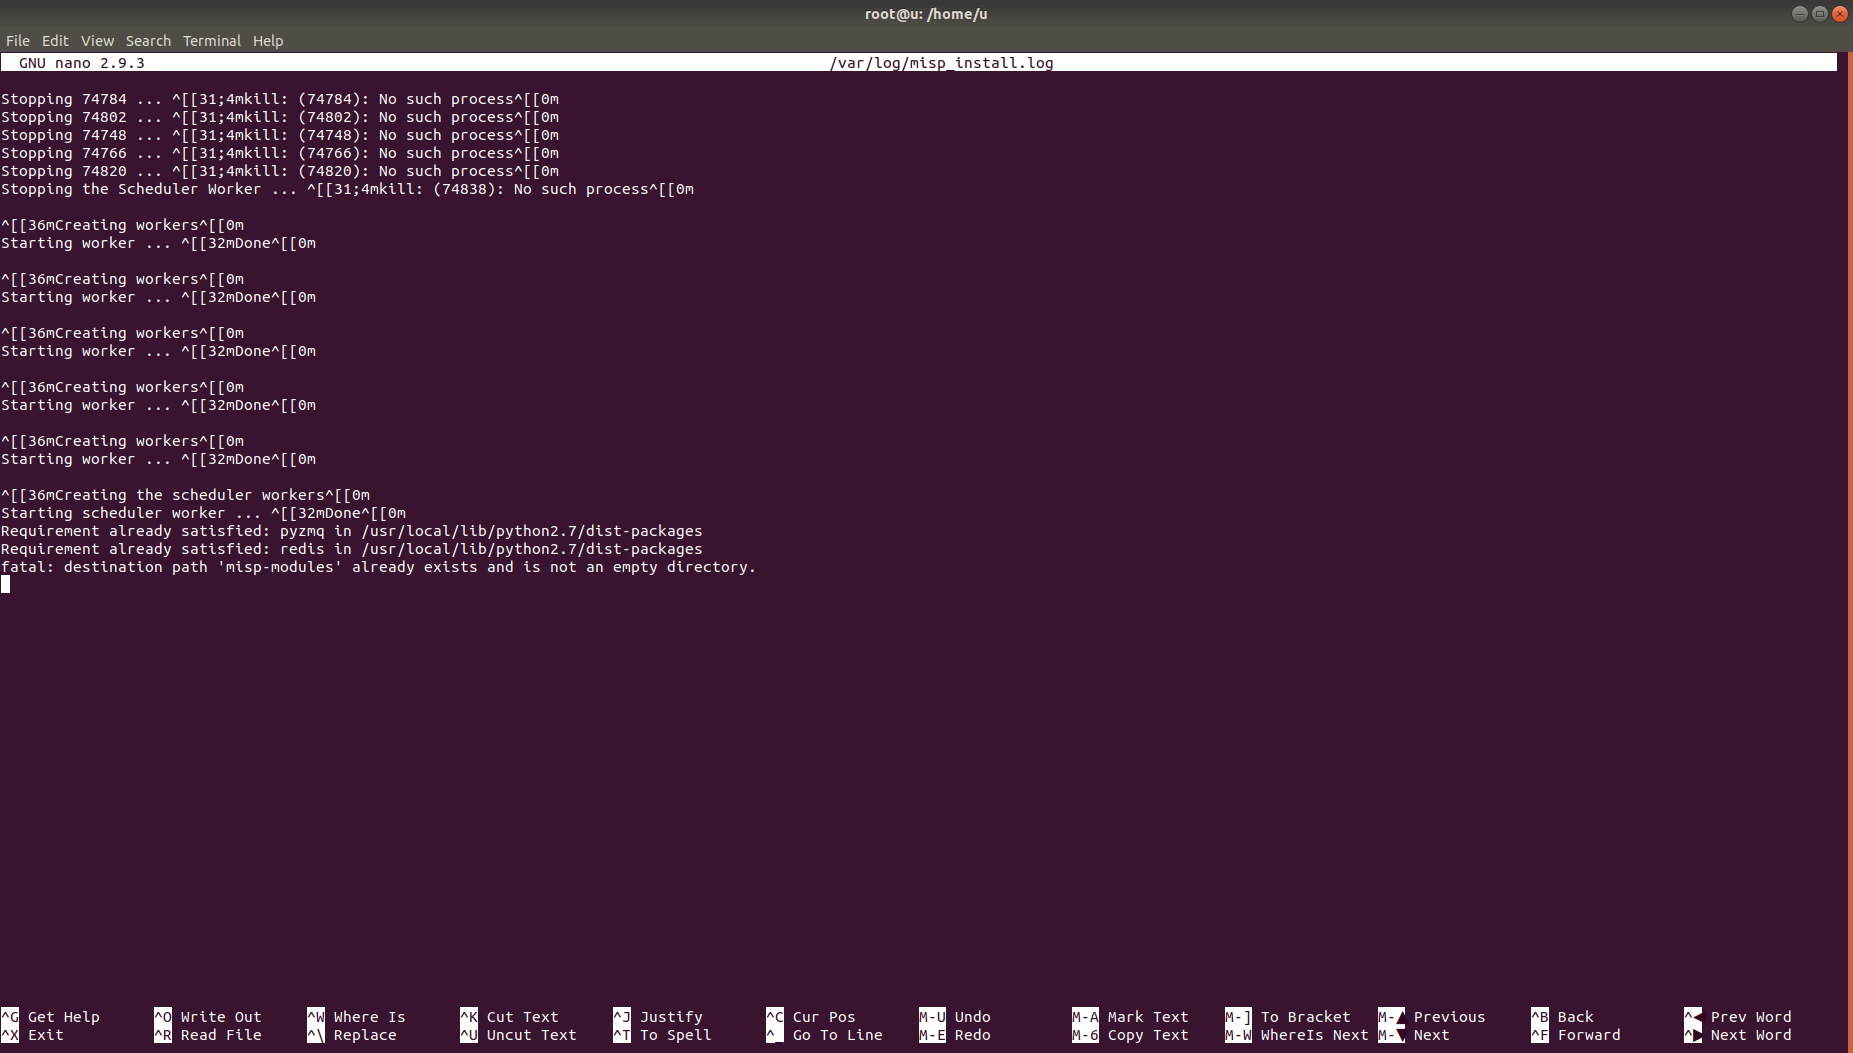 root@u: /home/u
File Edit View Search Terminal Help
GNU nano 2.9.3 /var/log/misp_install.log
Stopping 74784 ... ^[[31;4mkill: (74784): No such process^[[0m
Stopping 74802 ... ^[[31;4mkill: (74802): No such process^[[0m
Stopping 74748 ... ^[[31;4mkill: (74748): No such process^[[0m
Stopping 74766 ... ^[[31;4mkill: (74766): No such process^[[0m
Stopping 74820 ... ^[[31;4mkill: (74820): No such process^[[0m
Stopping the Scheduler Worker ... ^[[31;4mkill: (74838): No such process^[[0m
^[[36mCreating workers^[[0m
Starting worker ... ^[[32mDone^[[0m
^[[36mCreating workers^[[0m
Starting worker ... ^[[32mDone^[[0m
^[[36mCreating workers^[[0m
Starting worker ... ^[[32mDone^[[0m
^[[36mCreating workers^[[0m
Starting worker ... ^[[32mDone^[[0m
^[[36mCreating workers^[[0m
Starting worker ... ^[[32mDone^[[0m
^[[36mCreating the scheduler workers^[[0m
Starting scheduler worker ... ^[[32mDone^[[0m
Requirement already satisfied: pyzmq in /usr/local/lib/python2.7/dist-packages
Requirement already satisfied: redis in /usr/local/lib/python2.7/dist-packages
fatal: destination path 'misp-modules' already exists and is not an empty directory.
^G Get Help ^O Write Out ^W Where Is ^K Cut Text ^J Justify ^C Cur Pos M-U Undo M-A Mark Text M-] To Bracket M-▲ Previous ^B Back ^◀ Prev Word
^X Exit ^R Read File ^\ Replace ^U Uncut Text ^T To Spell ^_ Go To Line M-E Redo M-6 Copy Text M-W WhereIs Next M-▼ Next ^F Forward ^▶ Next Word